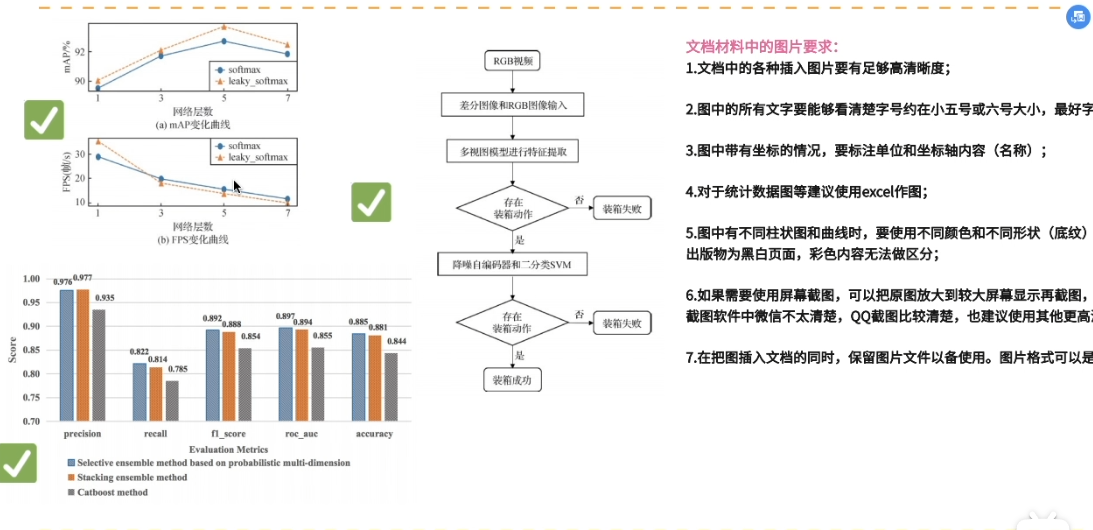 mAP/%
92
90
softmax
leaky_softmax
1 3 5 7
网络层数
(a) mAP变化曲线
FPS(帧/s)
30
20
10
softmax
leaky_softmax
1 3 5 7
网络层数
(b) FPS变化曲线
Score
1.00
0.95
0.90
0.85
0.80
0.75
0.70
0.976 0.977 0.935
0.822 0.814 0.785
0.892 0.888 0.854
0.897 0.894 0.855
0.885 0.881 0.844
precision recall f1_score roc_auc accuracy
Evaluation Metrics
Selective ensemble method based on probabilistic multi-dimension
Stacking ensemble method
Catboost method
RGB视频
差分图像和RGB图像输入
多视图模型进行特征提取
存在
装箱动作
否
装箱失败
是
降噪自编码器和二分类SVM
存在
装箱动作
否
装箱失败
是
装箱成功
文档材料中的图片要求：
1.文档中的各种插入图片要有足够高清晰度；
2.图中的所有文字要能够看清楚字号约在小五号或六号大小，最好字
3.图中带有坐标的情况，要标注单位和坐标轴内容（名称）；
4.对于统计数据图等建议使用excel作图；
5.图中有不同柱状图和曲线时，要使用不同颜色和不同形状（底纹）
出版物为黑白页面，彩色内容无法做区分；
6.如果需要使用屏幕截图，可以把原图放大到较大屏幕显示再截图，
截图软件中微信不太清楚，QQ截图比较清楚，也建议使用其他更高
7.在把图插入文档的同时，保留图片文件以备使用。图片格式可以是